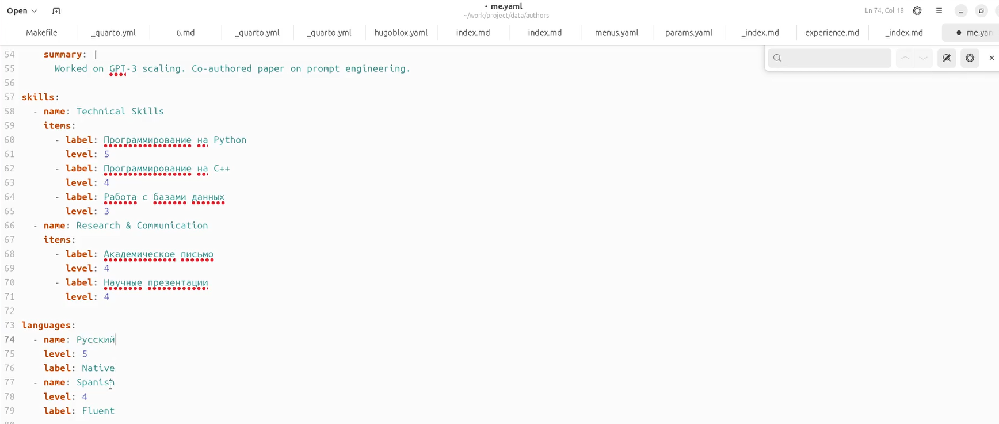 Open
• me.yaml
~/work/project/data/authors
Ln 74, Col 18
Makefile
_quarto.yml
6.md
_quarto.yml
_quarto.yml
hugoblox.yaml
index.md
index.md
menus.yaml
params.yaml
_index.md
experience.md
_index.md
● me.yam
54 summary: |
55 Worked on GPT-3 scaling. Co-authored paper on prompt engineering.
56
57 skills:
58 - name: Technical Skills
59 items:
60 - label: Программирование на Python
61 level: 5
62 - label: Программирование на C++
63 level: 4
64 - label: Работа с базами данных
65 level: 3
66 - name: Research & Communication
67 items:
68 - label: Академическое письмо
69 level: 4
70 - label: Научные презентации
71 level: 4
72
73 languages:
74 - name: Русский
75 level: 5
76 label: Native
77 - name: Spanish
78 level: 4
79 label: Fluent